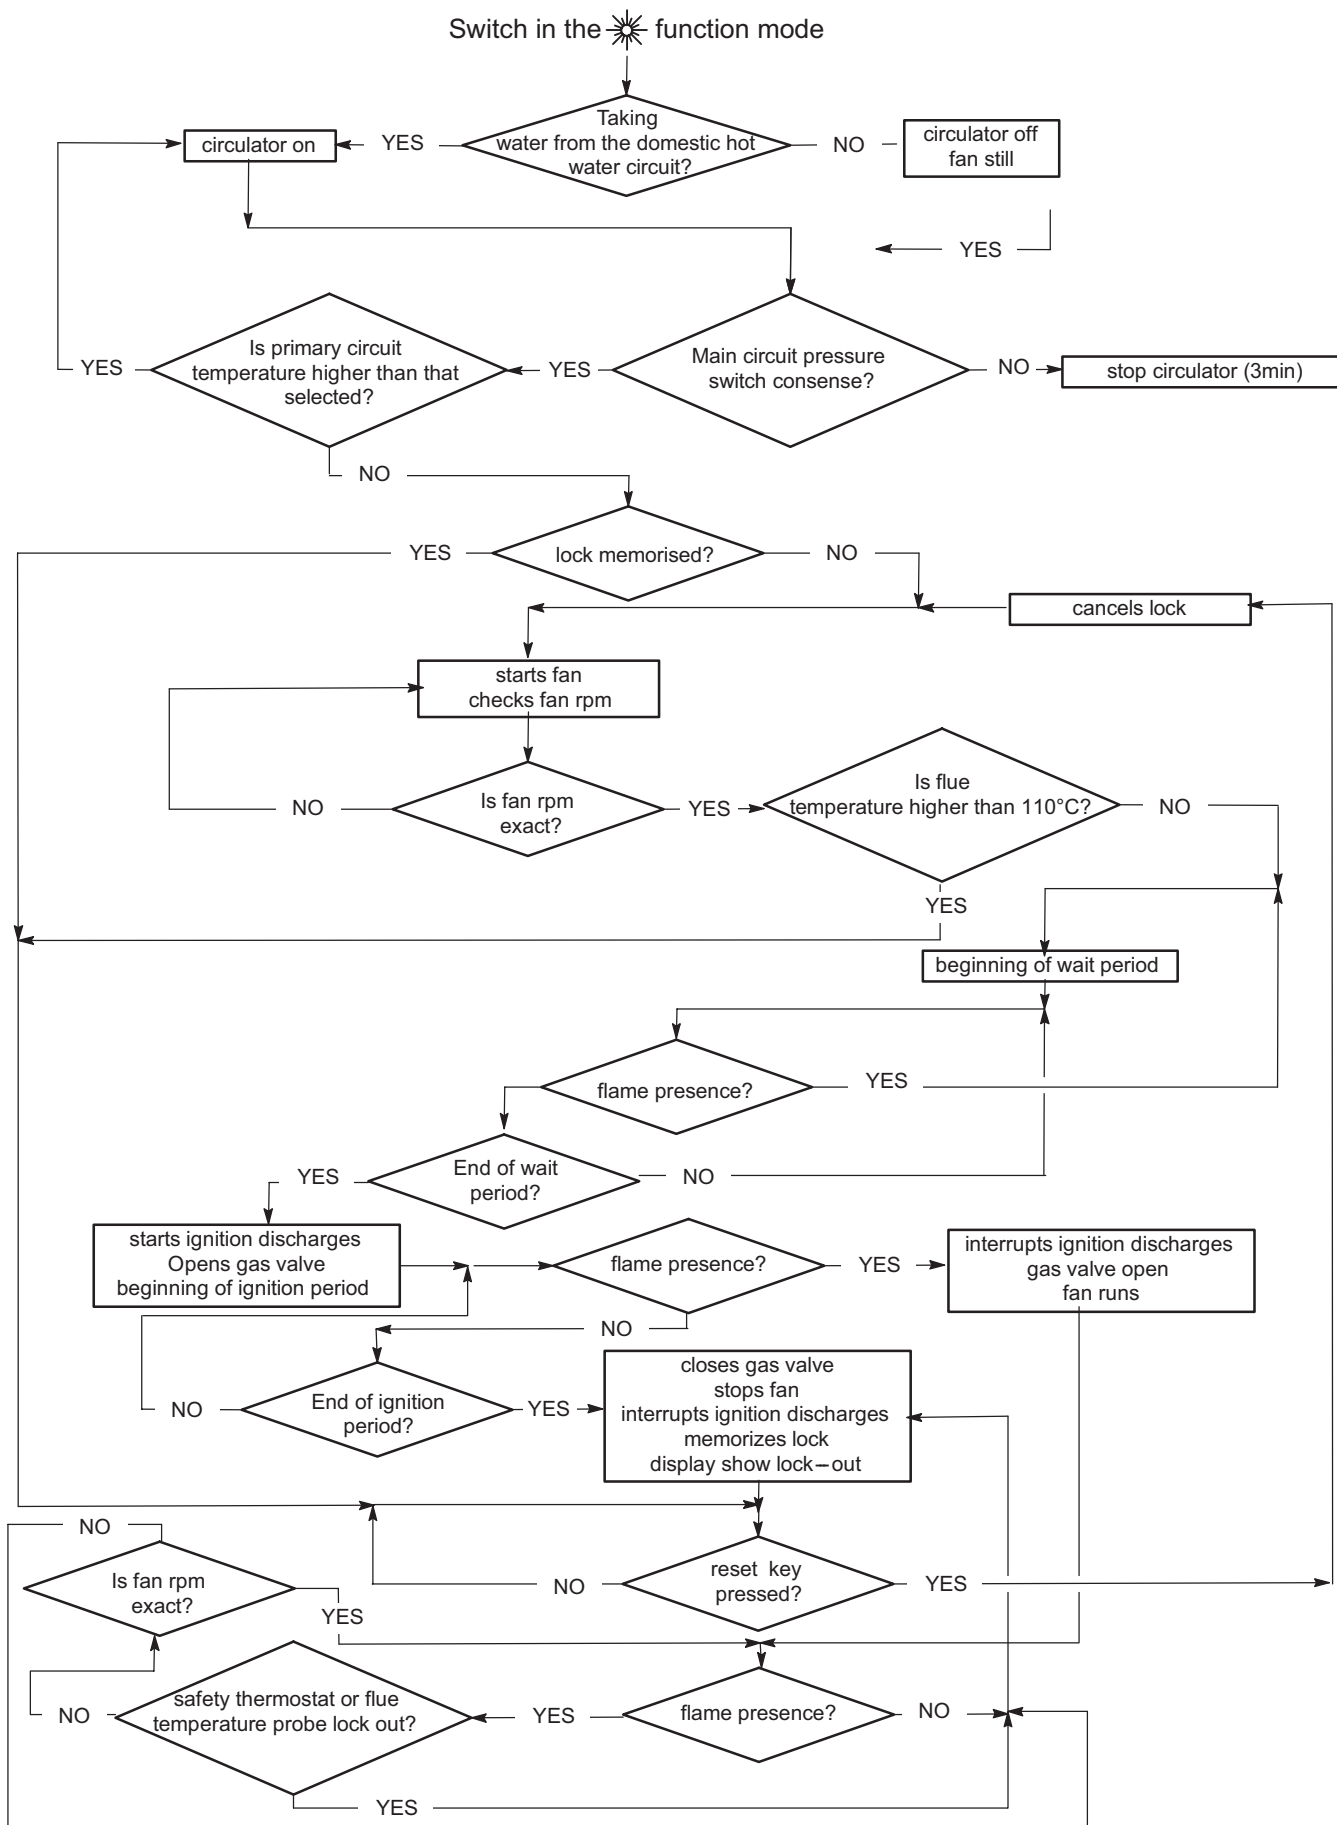 Switch in the function mode
Taking
water from the domestic hot
water circuit?
YES
circulator on
NO
circulator off
fan still
YES
Is primary circuit
temperature higher than that
selected?
YES
YES
Main circuit pressure
switch consense?
NO
stop circulator (3min)
NO
YES
lock memorised?
NO
cancels lock
starts fan
checks fan rpm
NO
Is fan rpm
exact?
YES
Is flue
temperature higher than 110°C?
NO
YES
beginning of wait period
flame presence?
YES
YES
End of wait
period?
NO
starts ignition discharges
Opens gas valve
beginning of ignition period
flame presence?
YES
interrupts ignition discharges
gas valve open
fan runs
NO
NO
End of ignition
period?
YES
closes gas valve
stops fan
interrupts ignition discharges
memorizes lock
display show lock–out
NO
Is fan rpm
exact?
YES
NO
reset key
pressed?
YES
NO
safety thermostat or flue
temperature probe lock out?
YES
flame presence?
NO
YES